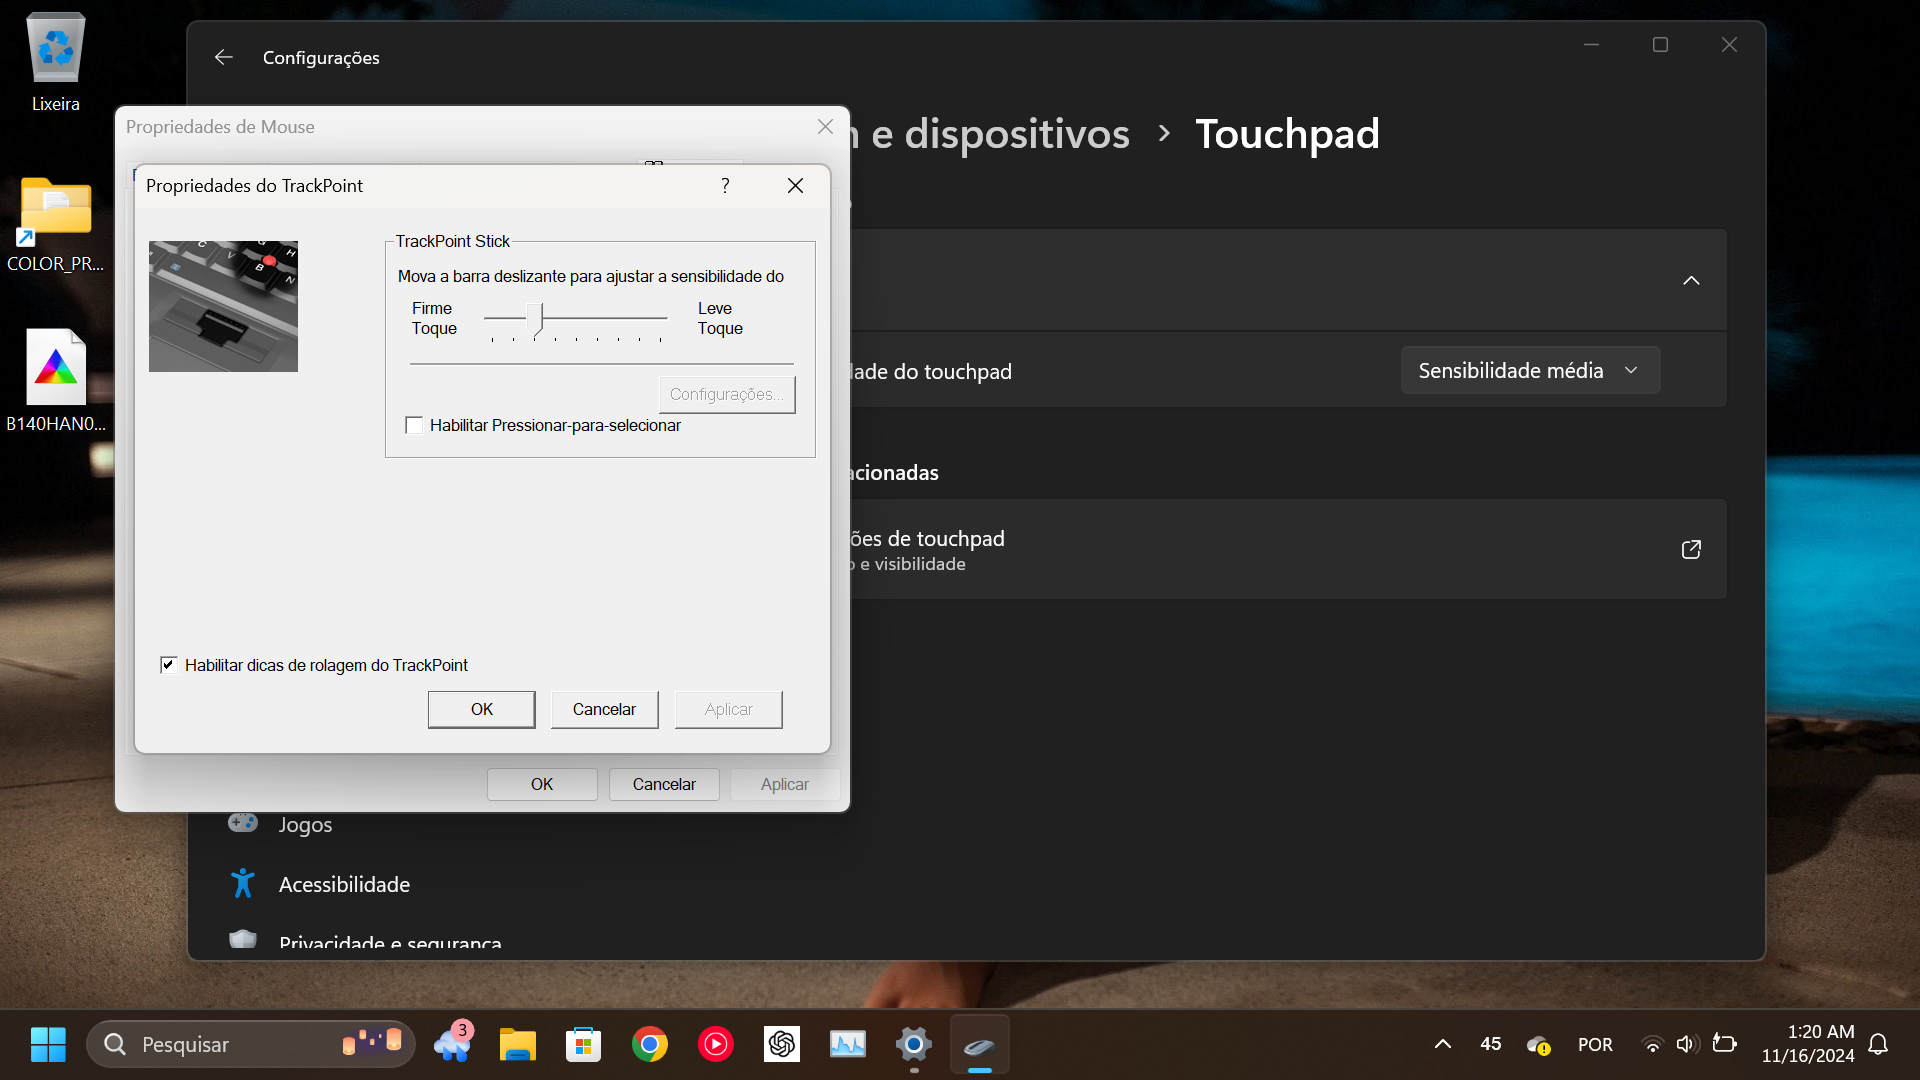 Lixeira
COLOR_PR...
B140HAN0...
Configurações
e dispositivos
Touchpad
Propriedades de Mouse
Propriedades do TrackPoint
?
TrackPoint Stick
Mova a barra deslizante para ajustar a sensibilidade do
Firme
Toque
Leve
Toque
Configurações...
Habilitar Pressionar-para-selecionar
Habilitar dicas de rolagem do TrackPoint
OK
Cancelar
Aplicar
OK
Cancelar
Aplicar
dade do touchpad
Sensibilidade média
acionadas
ões de touchpad
e visibilidade
Jogos
Acessibilidade
Privacidade e segurança
Pesquisar
3
45
POR
1:20 AM
11/16/2024